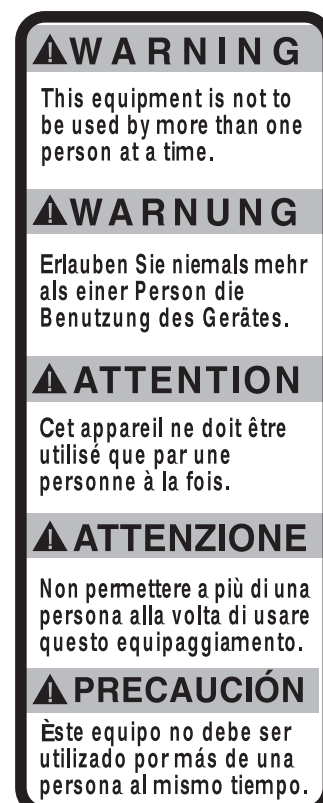 WARNING
This equipment is not to
be used by more than one
person at a time.
WARNUNG
Erlauben Sie niemals mehr
als einer Person die
Benutzung des Gerätes.
ATTENTION
Cet appareil ne doit être
utilisé que par une
personne à la fois.
ATTENZIONE
Non permettere a più di una
persona alla volta di usare
questo equipaggiamento.
PRECAUCIÓN
Èste equipo no debe ser
utilizado por más de una
persona al mismo tiempo.